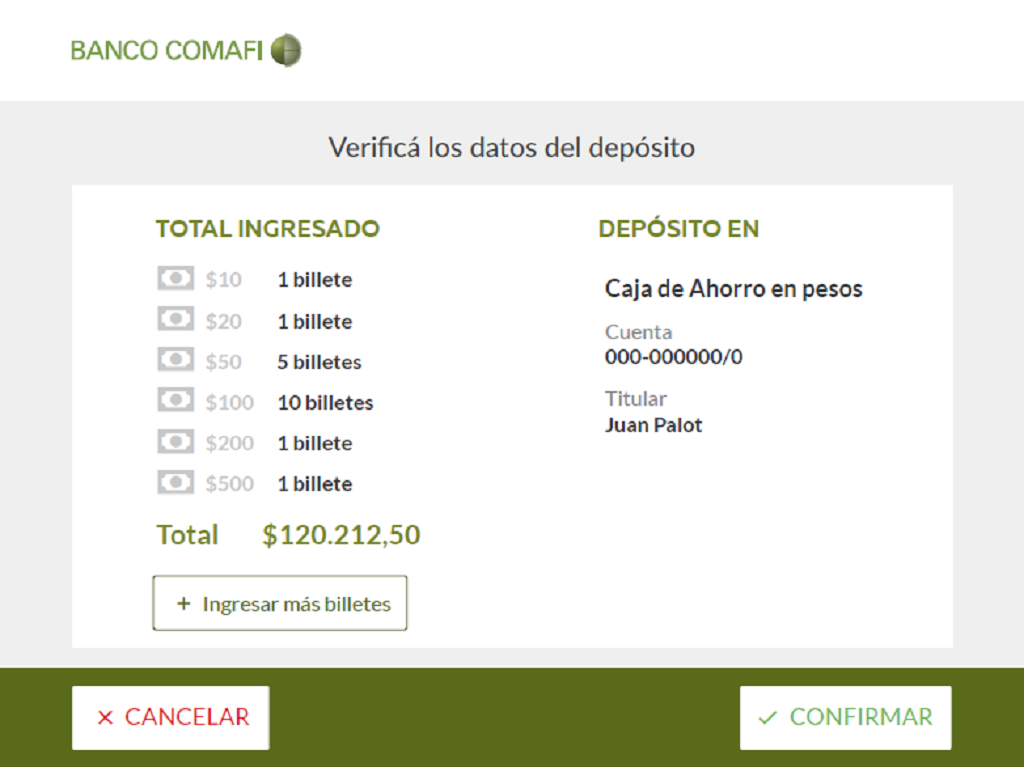 BANCO COMAFI
Verificá los datos del depósito
TOTAL INGRESADO
$10 1 billete
$20 1 billete
$50 5 billetes
$100 10 billetes
$200 1 billete
$500 1 billete
Total $120.212,50
+ Ingresar más billetes
DEPÓSITO EN
Caja de Ahorro en pesos
Cuenta
000-000000/0
Titular
Juan Palot
CANCELAR
CONFIRMAR